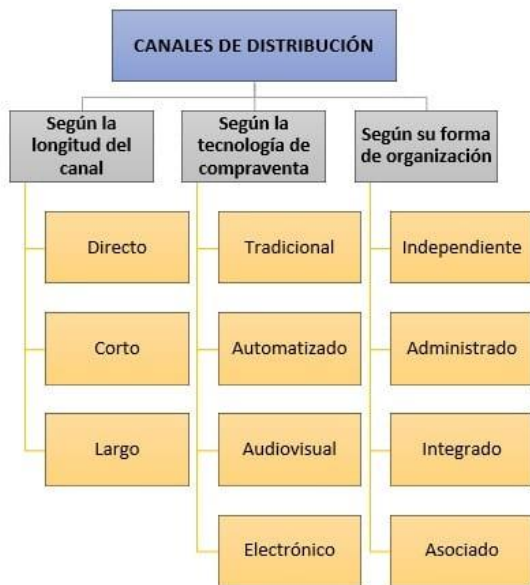 CANALES DE DISTRIBUCIÓN
Según la
longitud del
canal
Directo
Corto
Largo
Según la
tecnología de
compraventa
Tradicional
Automatizado
Audiovisual
Electrónico
Según su forma
de organización
Independiente
Administrado
Integrado
Asociado